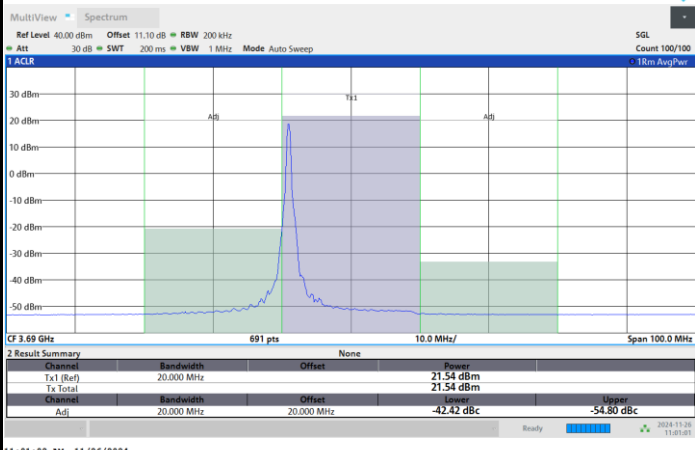 MultiView Spectrum
Ref Level 40.00 dBm Offset 11.10 dB RBW 200 kHz SGL
Att 30 dB SWT 200 ms VBW 1 MHz Mode Auto Sweep Count 100/100
1 ACLR 1Rm AvgPwr
30 dBm
Tx1
20 dBm Adj Adj
10 dBm
0 dBm
-10 dBm
-20 dBm
-30 dBm
-40 dBm
-50 dBm
CF 3.69 GHz 691 pts 10.0 MHz/ Span 100.0 MHz
2 Result Summary None
Channel Bandwidth Offset Power
Tx1 (Ref) 20.000 MHz 21.54 dBm
Tx Total 21.54 dBm
Channel Bandwidth Offset Lower Upper
Adj 20.000 MHz 20.000 MHz -42.42 dBc -54.80 dBc
Ready 2024-11-26
11:01:01